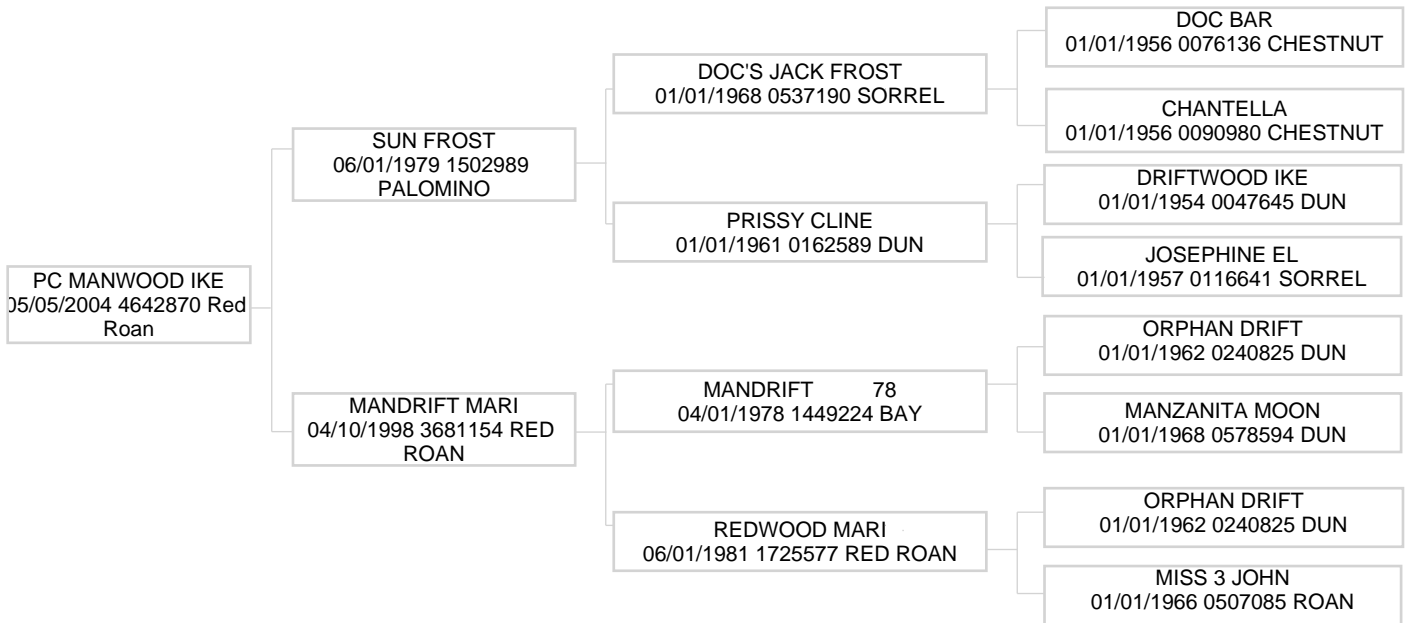 DOC BAR
01/01/1956 0076136 CHESTNUT
DOC'S JACK FROST
01/01/1968 0537190 SORREL
CHANTELLA
01/01/1956 0090980 CHESTNUT
SUN FROST
06/01/1979 1502989
PALOMINO
DRIFTWOOD IKE
01/01/1954 0047645 DUN
PRISSY CLINE
01/01/1961 0162589 DUN
JOSEPHINE EL
01/01/1957 0116641 SORREL
PC MANWOOD IKE
05/05/2004 4642870 Red
Roan
ORPHAN DRIFT
01/01/1962 0240825 DUN
MANDRIFT 78
04/01/1978 1449224 BAY
MANZANITA MOON
01/01/1968 0578594 DUN
MANDRIFT MARI
04/10/1998 3681154 RED
ROAN
ORPHAN DRIFT
01/01/1962 0240825 DUN
REDWOOD MARI
06/01/1981 1725577 RED ROAN
MISS 3 JOHN
01/01/1966 0507085 ROAN